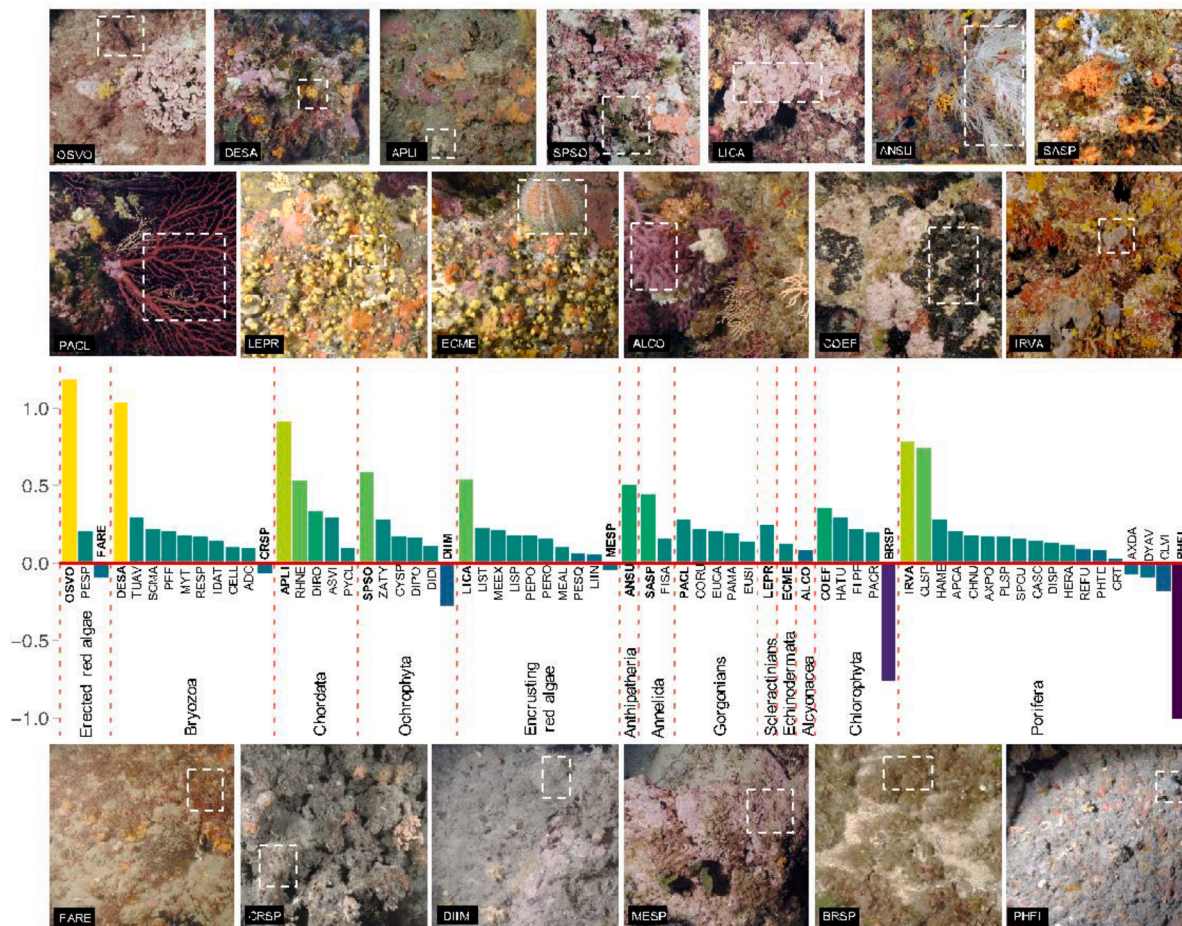 OSVO
DESA
APLI
SPSO
LICA
ANSU
SASP
PACL
LEPR
ECME
ALCO
COEF
IRVA
1.0
0.5
0.0
−0.5
−1.0
OSVO
PESP
FARE
Erected red algae
DESA
TUAV
SCMA
PFF
MYT
RESP
IDAT
CELL
ADC
CRSP
Bryozoa
APLI
RHNE
DIRO
ASVI
PYCL
Chordata
SPSO
ZATY
CYSP
DIPO
DIDI
DIIM
Ochrophyta
LICA
LIST
MEEX
LISP
PEPO
PERO
MEAL
PESQ
LIIN
MESP
Encrusting
red algae
ANSU
Anthipatharia
SASP
FISA
Annelida
PACL
CORU
EUCA
PAMA
EUSI
Gorgonians
LEPR
Scleractinians
ECME
Echinodermata
ALCO
Alcyonacea
COEF
HATU
FLPE
PACR
BRSP
Chlorophyta
IRVA
CLSP
HAME
APCA
CHNU
AXPO
PLSP
SPCU
CASC
DISP
HERA
REFU
PHTE
CRT
AXDA
DYAV
CLVI
PHFI
Porifera
FARE
CRSP
DIIM
MESP
BRSP
PHFI